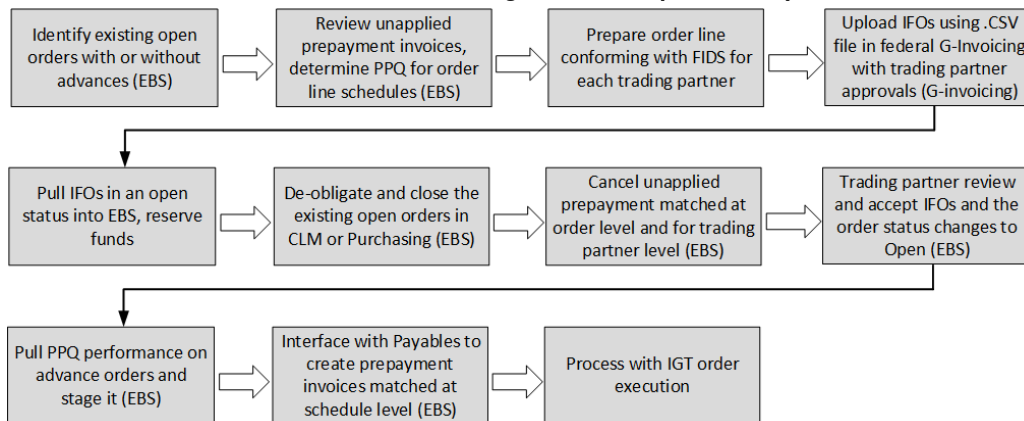 Identify existing open
orders with or without
advances (EBS)
Review unapplied
prepayment invoices,
determine PPQ for order
line schedules (EBS)
Prepare order line
conforming with FIDS for
each trading partner
Upload IFOs using .CSV
file in federal G-Invoicing
with trading partner
approvals (G-invoicing)
Pull IFOs in an open
status into EBS, reserve
funds
De-obligate and close the
existing open orders in
CLM or Purchasing (EBS)
Cancel unapplied
prepayment matched at
order level and for trading
partner level (EBS)
Trading partner review
and accept IFOs and the
order status changes to
Open (EBS)
Pull PPQ performance on
advance orders and
stage it (EBS)
Interface with Payables to
create prepayment
invoices matched at
schedule level (EBS)
Process with IGT order
execution